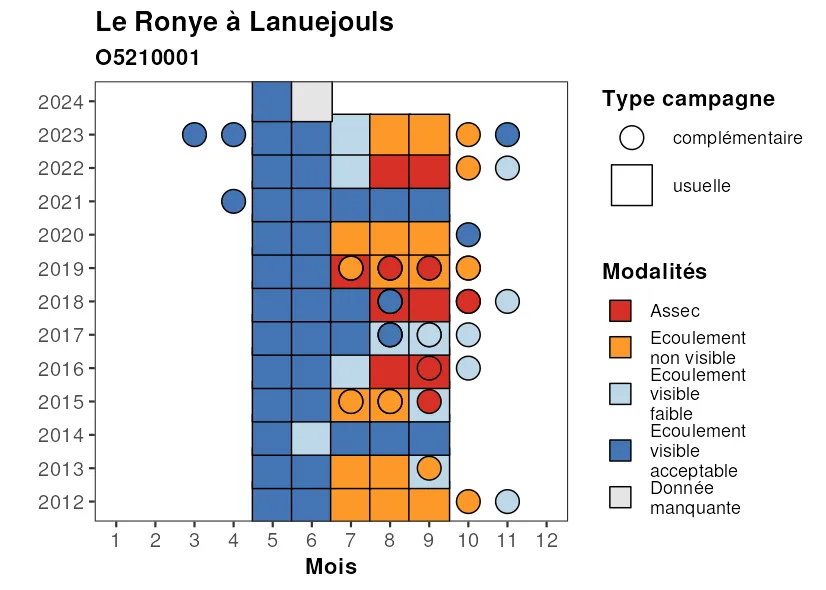 Le Ronye à Lanuejouls
O5210001
2024
2023
2022
2021
2020
2019
2018
2017
2016
2015
2014
2013
2012
1 2 3 4 5 6 7 8 9 10 11 12
Mois
Type campagne
complémentaire
usuelle
Modalités
Assec
Ecoulement
non visible
Ecoulement
visible
faible
Ecoulement
visible
acceptable
Donnée
manquante